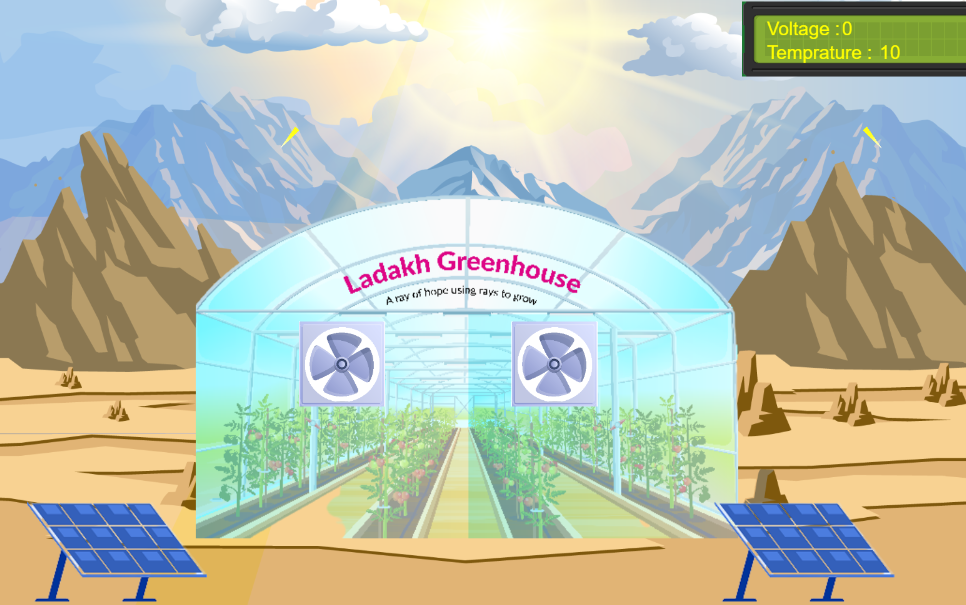 Voltage :0
Temprature : 10
Ladakh Greenhouse
A ray of hope using rays to grow